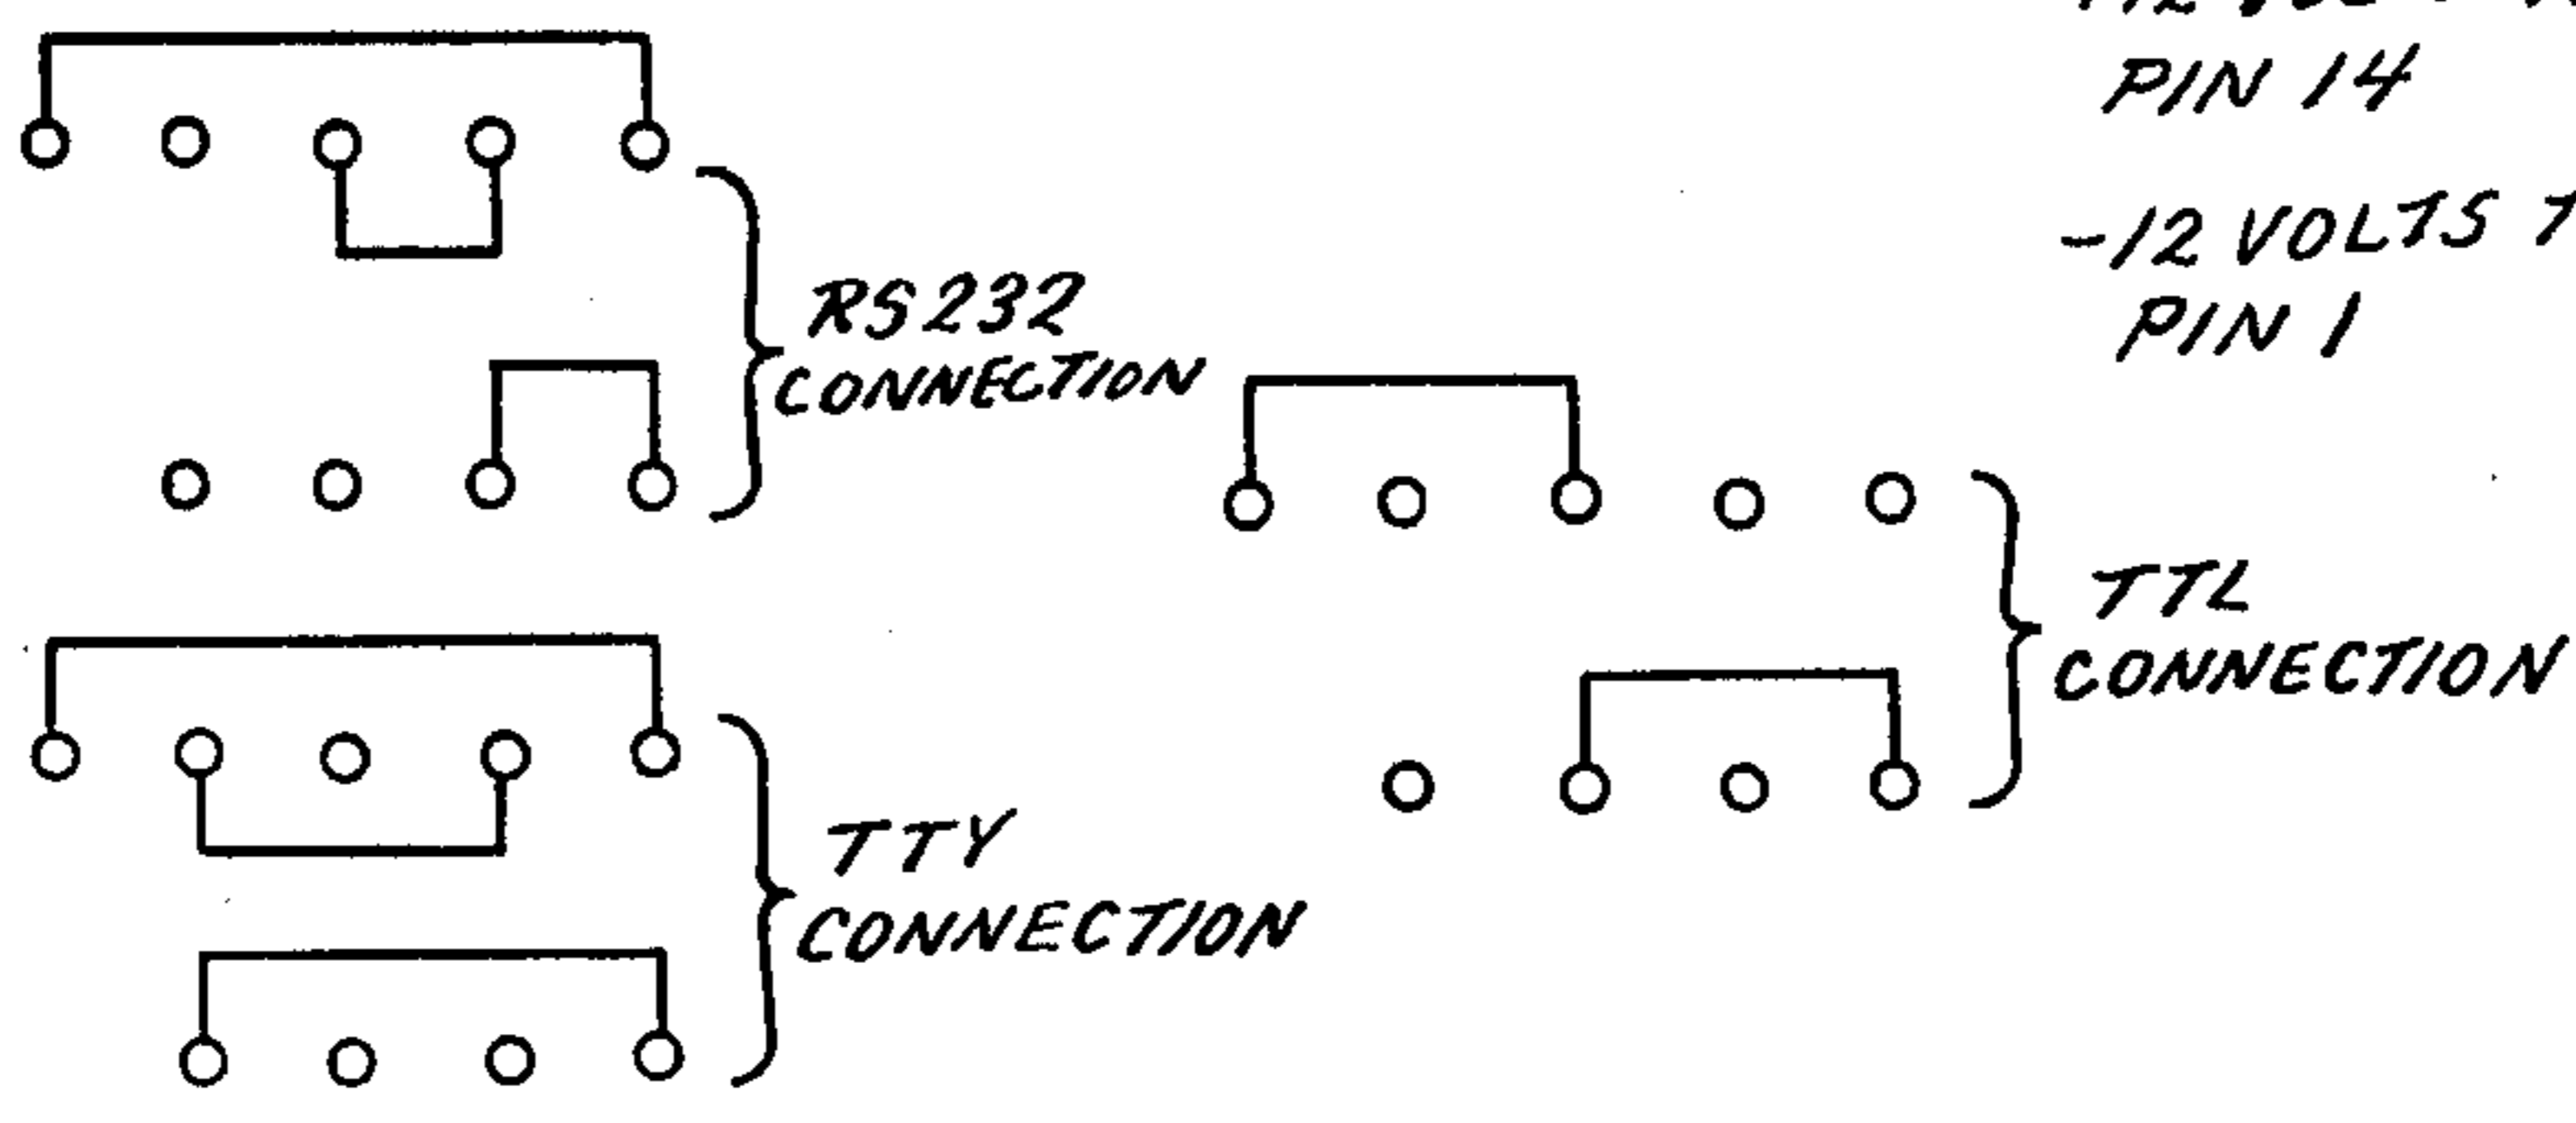 PIN 14
-12 VOLTS
PIN 1
RS232
CONNECTION
TTL
CONNECTION
TTY
CONNECTION